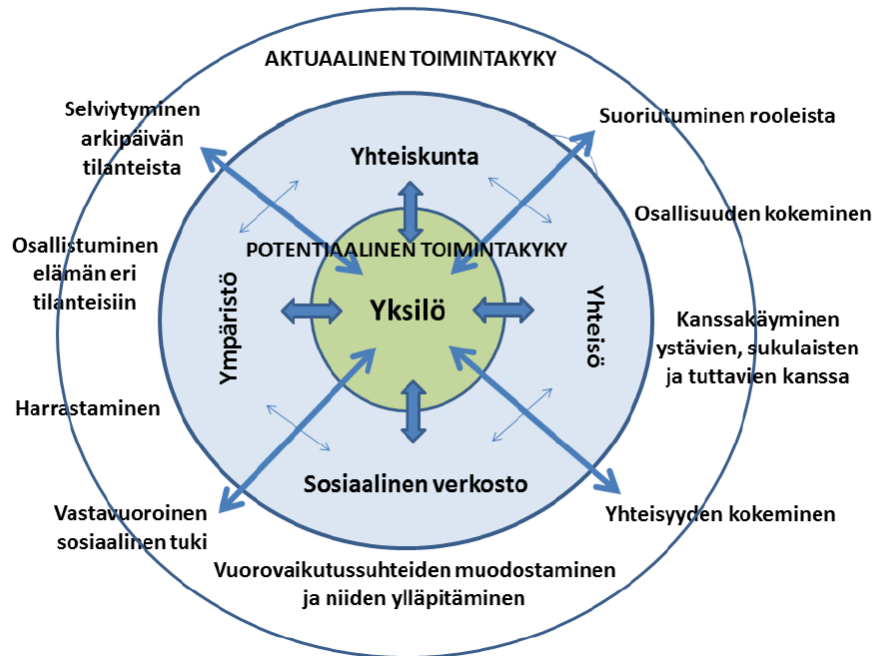 AKTUAALINEN TOIMINTAKYKY
Selviytyminen
arkipäivän
tilanteista
Suoriutuminen rooleista
Yhteiskunta
Osallisuuden kokeminen
Osallistuminen
elämän eri
tilanteisiin
POTENTIAALINEN TOIMINTAKYKY
Ympäristö
Yksilö
Yhteisö
Kanssakäyminen
ystävien, sukulaisten
ja tuttavien kanssa
Harrastaminen
Sosiaalinen verkosto
Vastavuoroinen
sosiaalinen tuki
Yhteisyyden kokeminen
Vuorovaikutussuhteiden muodostaminen
ja niiden ylläpitäminen